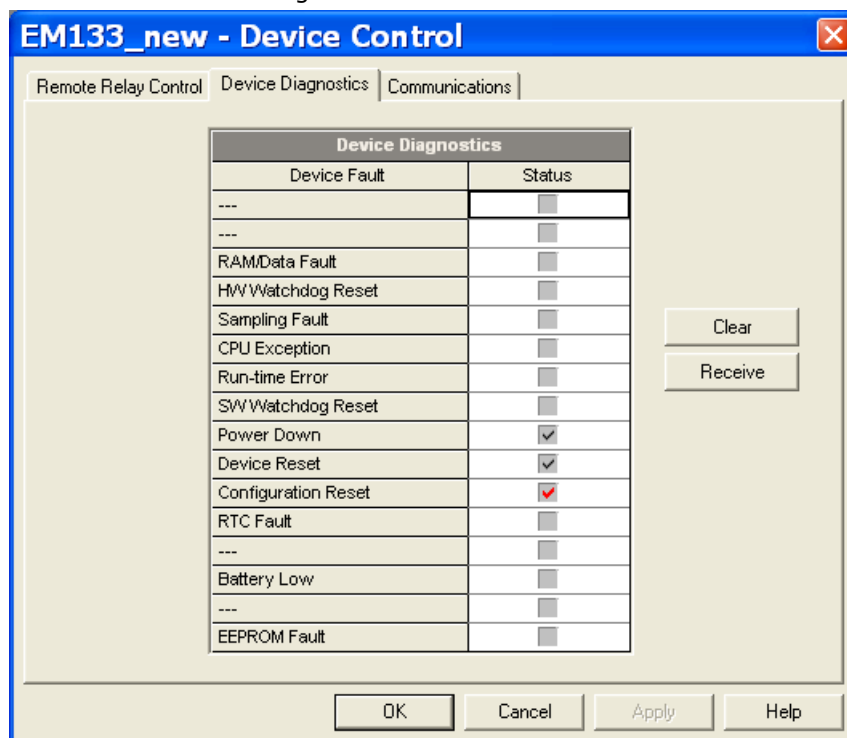 EM133_new - Device Control
Remote Relay Control Device Diagnostics Communications
Device Diagnostics
Device Fault Status
---
---
RAM/Data Fault
HW Watchdog Reset
Sampling Fault
Clear
CPU Exception
Run-time Error
Receive
SW Watchdog Reset
Power Down
Device Reset
Configuration Reset
RTC Fault
---
Battery Low
---
EEPROM Fault
OK Cancel Apply Help